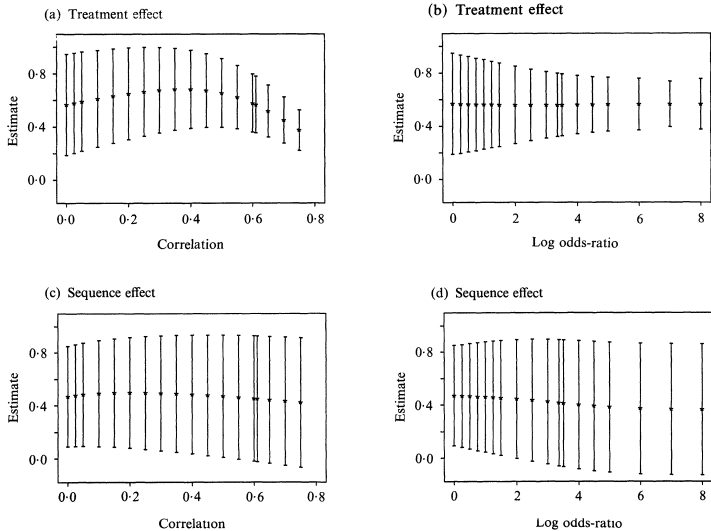 (a) Treatment effect
Estimate
0·8
0·4
0·0
0·0 0·2 0·4 0·6 0·8
Correlation
(b) Treatment effect
Estimate
0·8
0·4
0·0
0 2 4 6 8
Log odds-ratio
(c) Sequence effect
Estimate
0·8
0·4
0·0
0·0 0·2 0·4 0·6 0·8
Correlation
(d) Sequence effect
Estimate
0·8
0·4
0·0
0 2 4 6 8
Log odds-ratio